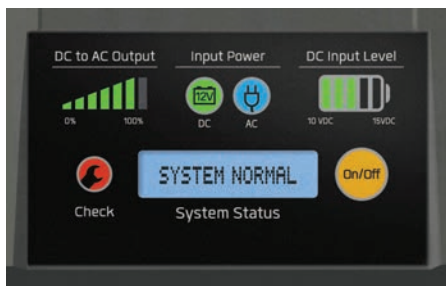 DC to AC Output
Input Power
DC Input Level
12V
0%
100%
DC
AC
10 VDC
15VDC
SYSTEM NORMAL
On/Off
Check
System Status